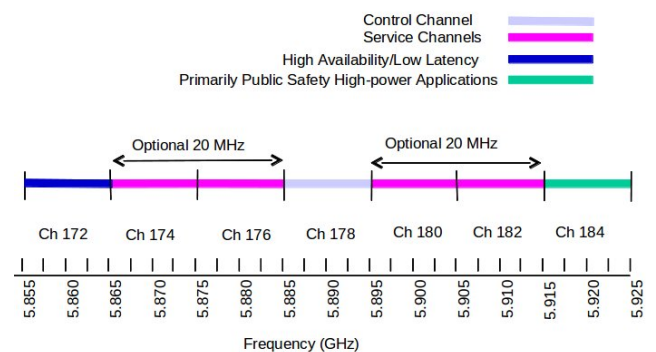 Control Channel
Service Channels
High Availability/Low Latency
Primarily Public Safety High-power Applications
Optional 20 MHz Optional 20 MHz
Ch 172 Ch 174 Ch 176 Ch 178 Ch 180 Ch 182 Ch 184
5.855 5.860 5.865 5.870 5.875 5.880 5.885 5.890 5.895 5.900 5.905 5.910 5.915 5.920 5.925
Frequency (GHz)